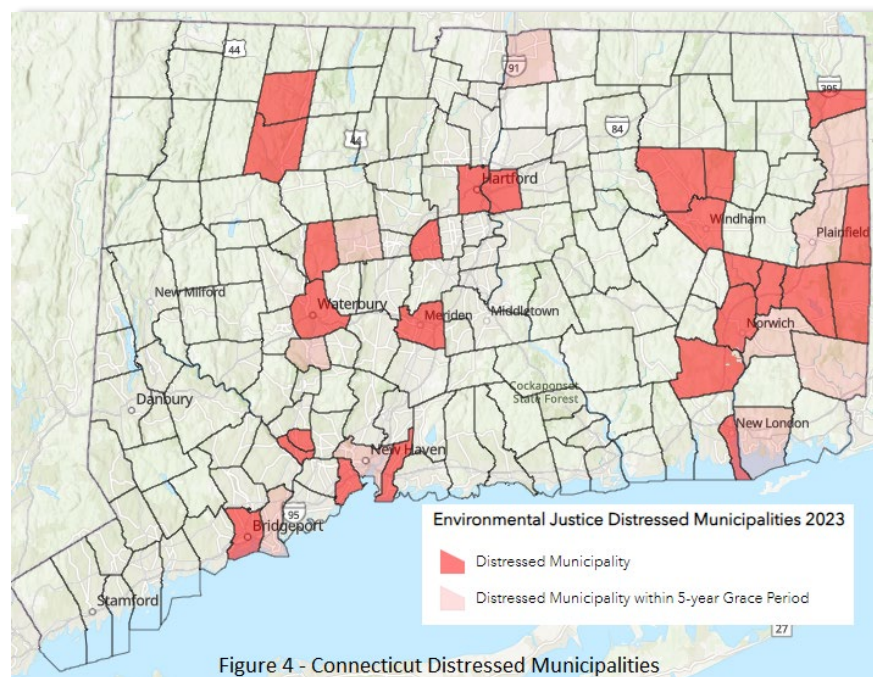 44
91
395
44
84
Hartford
Windham
Plainfield
New Milford
Waterbury
Meriden
Middletown
Norwich
Cockaponset
State Forest
Danbury
New London
New Haven
95
Bridgeport
Stamford
Environmental Justice Distressed Municipalities 2023
Distressed Municipality
Distressed Municipality within 5-year Grace Period
27
Figure 4 - Connecticut Distressed Municipalities